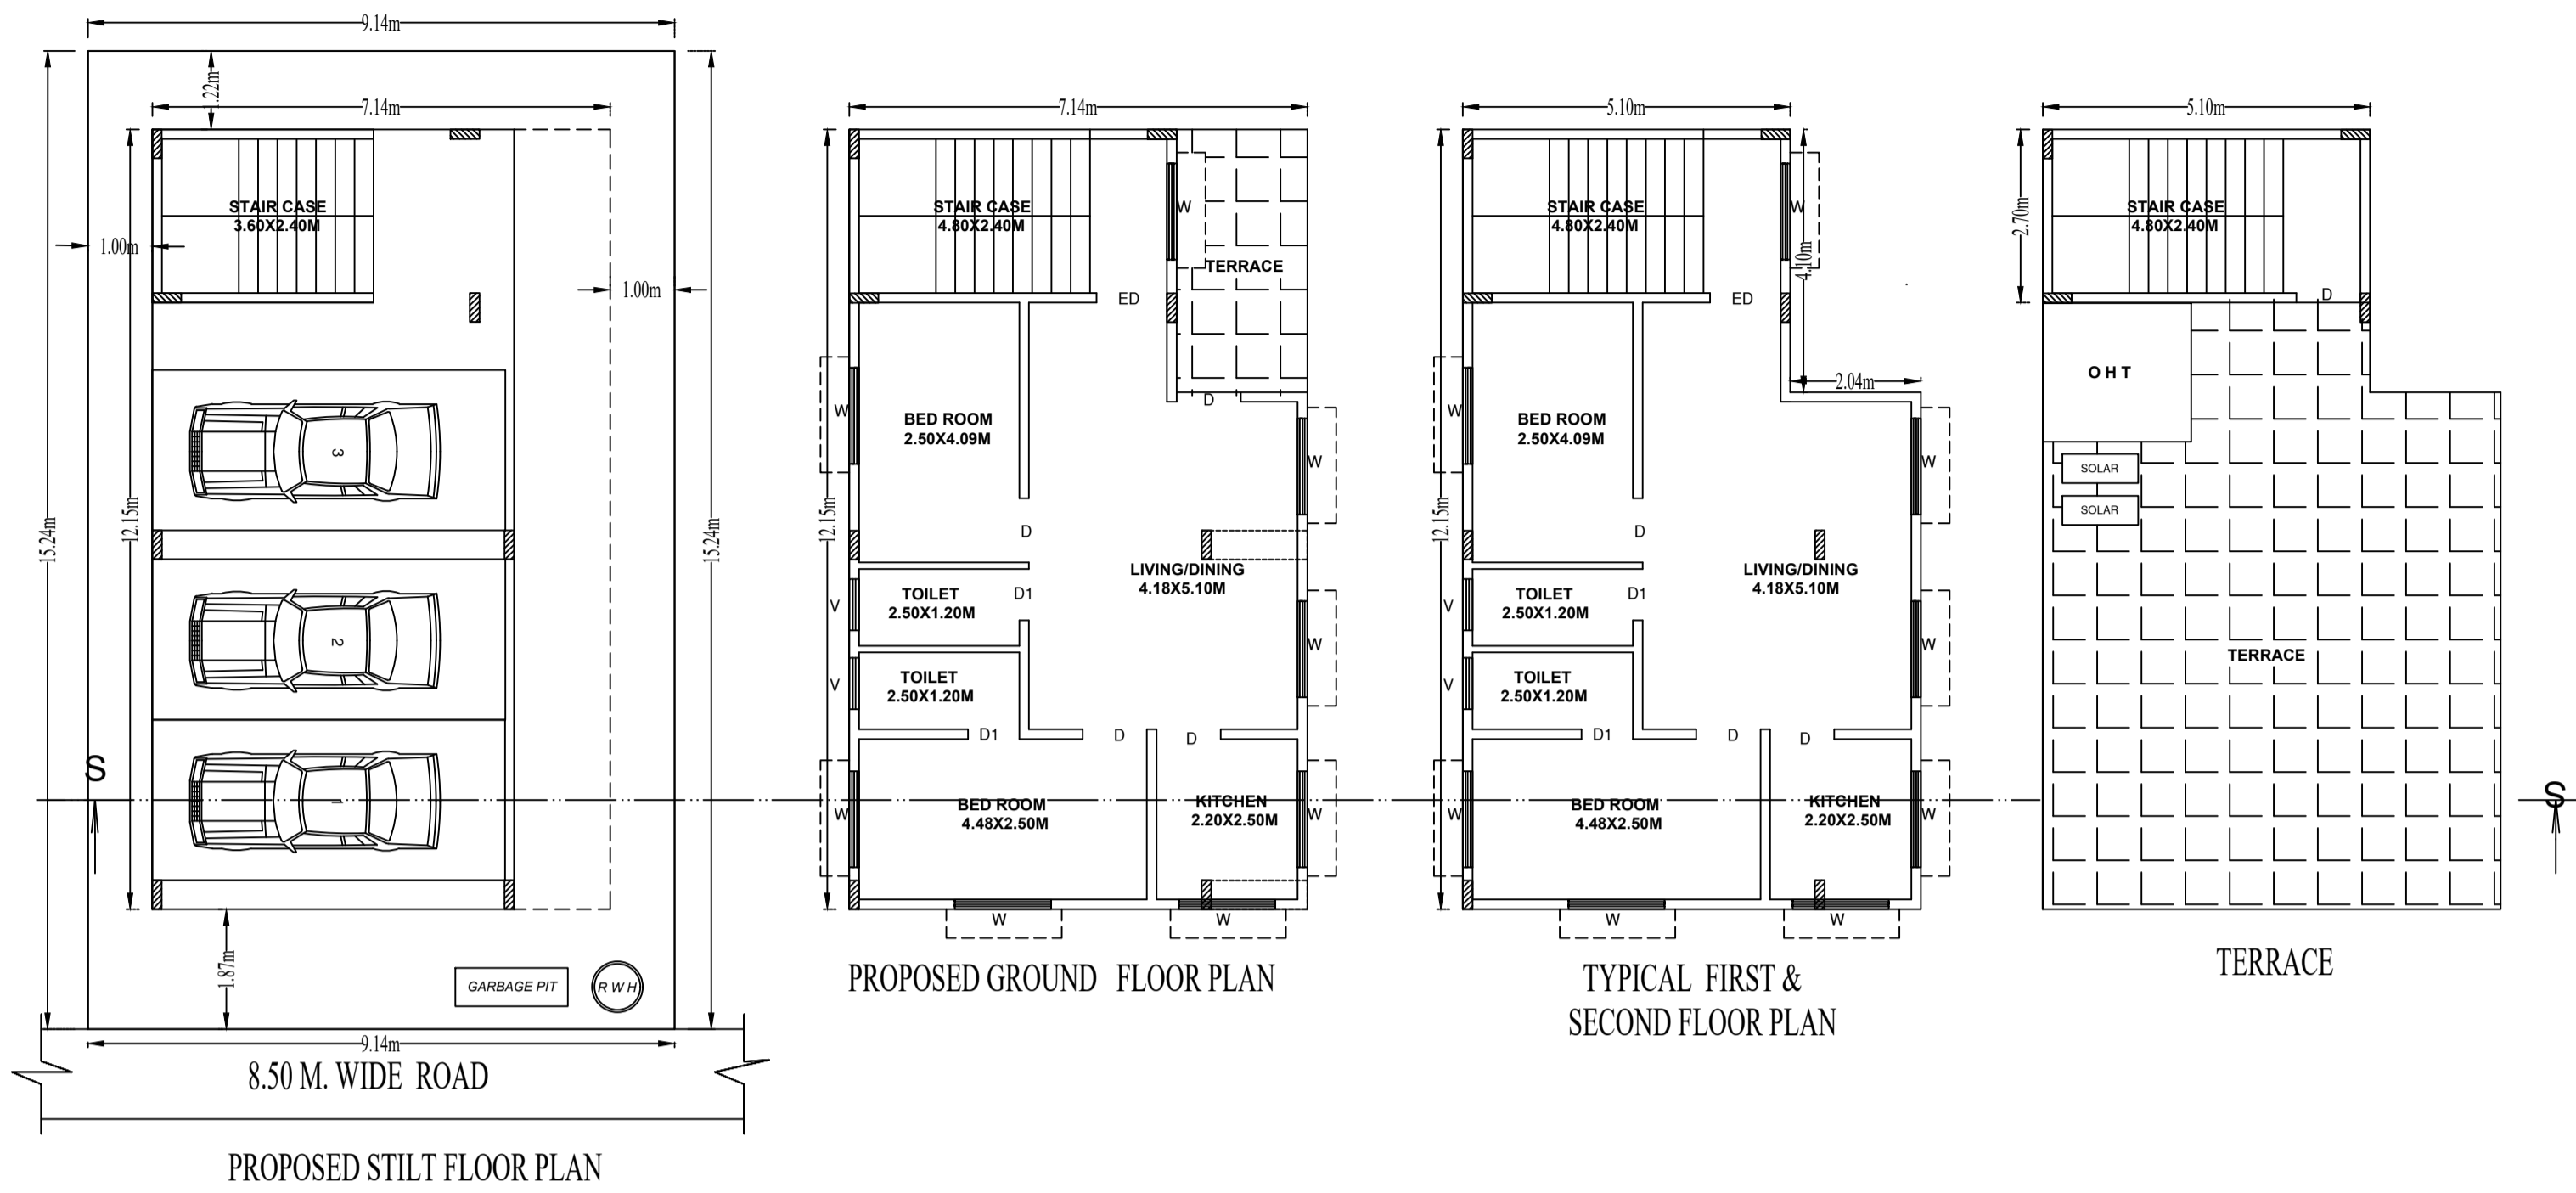 9.14m
1.22m
7.14m
STAIR CASE
3.60X2.40M
1.00m
1.00m
3
12.15m
15.24m
15.24m
2
S
1
1.87m
GARBAGE PIT
R W H
9.14m
8.50 M. WIDE ROAD
PROPOSED STILT FLOOR PLAN
7.14m
STAIR CASE
4.80X2.40M
W
TERRACE
ED
D
W
BED ROOM
2.50X4.09M
W
12.15m
D
LIVING/DINING
4.18X5.10M
V
TOILET
2.50X1.20M
D1
W
V
TOILET
2.50X1.20M
D1
D
D
W
BED ROOM
4.48X2.50M
KITCHEN
2.20X2.50M
W
W
W
PROPOSED GROUND FLOOR PLAN
5.10m
STAIR CASE
4.80X2.40M
W
4.10m
ED
2.04m
W
BED ROOM
2.50X4.09M
W
12.15m
D
LIVING/DINING
4.18X5.10M
V
TOILET
2.50X1.20M
D1
W
V
TOILET
2.50X1.20M
D1
D
D
W
BED ROOM
4.48X2.50M
KITCHEN
2.20X2.50M
W
W
W
TYPICAL FIRST &
SECOND FLOOR PLAN
5.10m
STAIR CASE
4.80X2.40M
2.70m
D
O H T
SOLAR
SOLAR
TERRACE
S
TERRACE